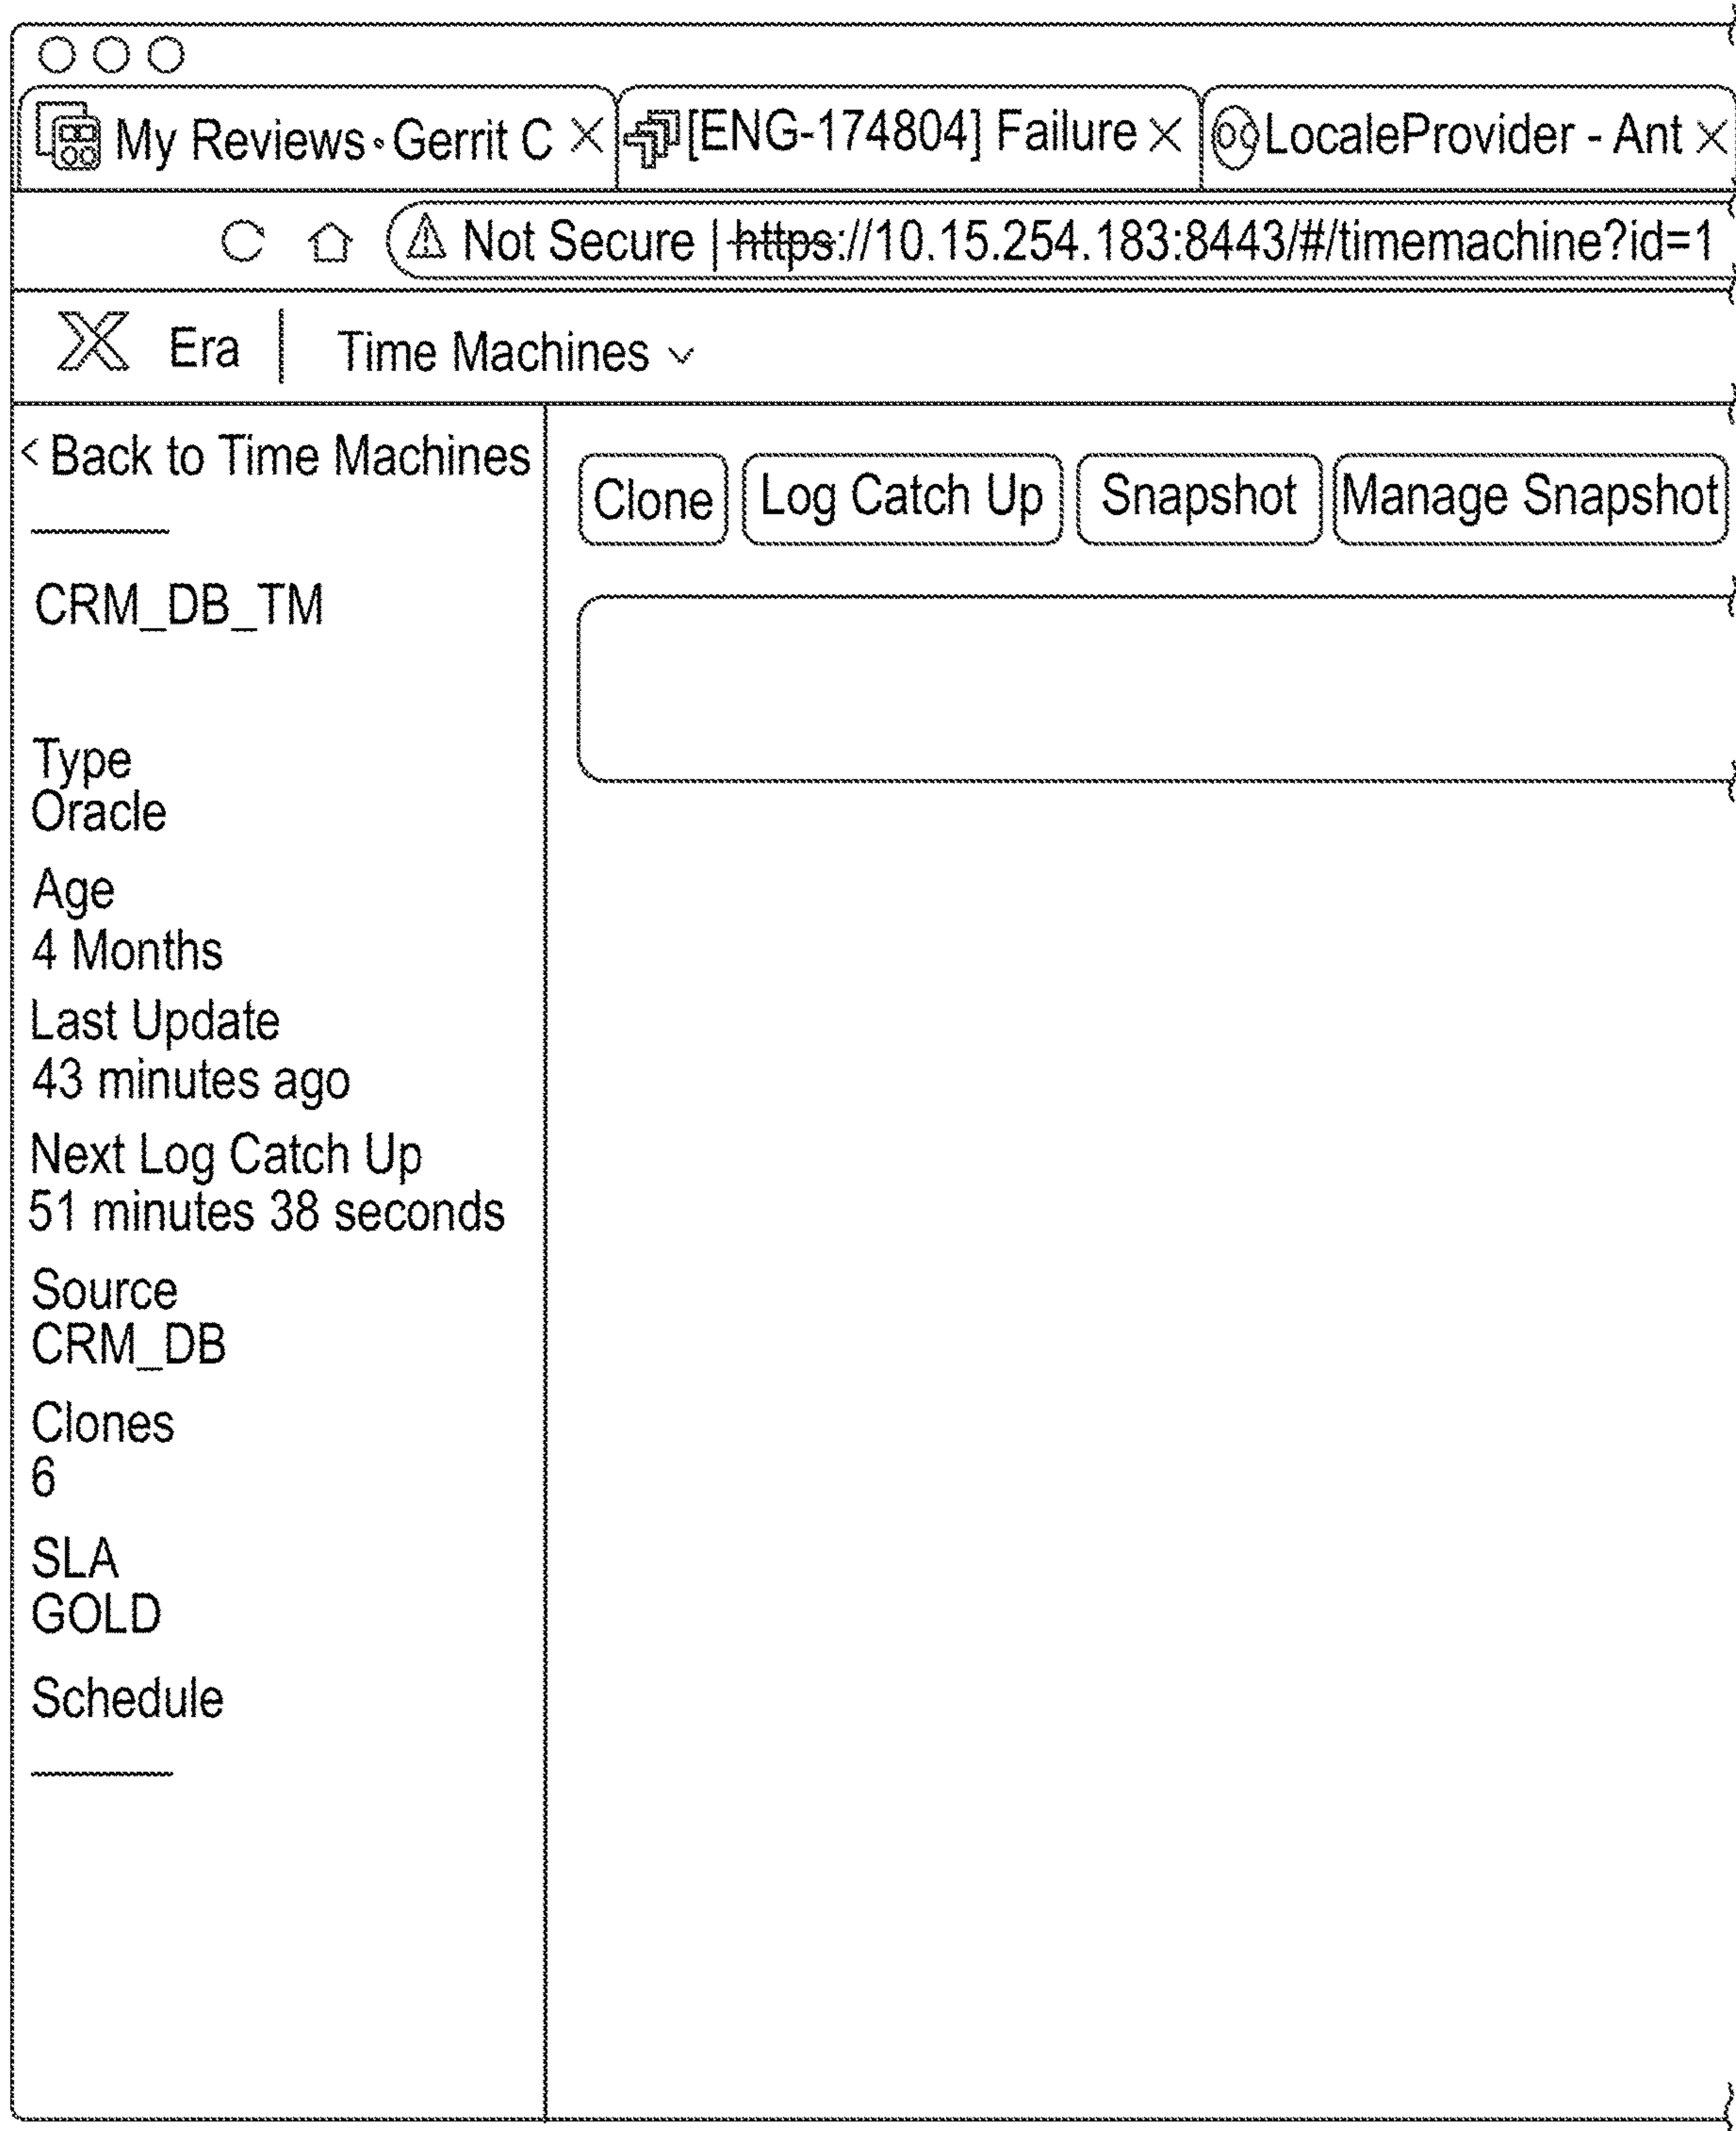 My Reviews · Gerrit C [ENG-174804] Failure LocaleProvider - Ant
Not Secure | https://10.15.254.183:8443/#/timemachine?id=1
X Era | Time Machines
< Back to Time Machines
Clone Log Catch Up Snapshot Manage Snapshot
CRM_DB_TM
Type
Oracle
Age
4 Months
Last Update
43 minutes ago
Next Log Catch Up
51 minutes 38 seconds
Source
CRM_DB
Clones
6
SLA
GOLD
Schedule